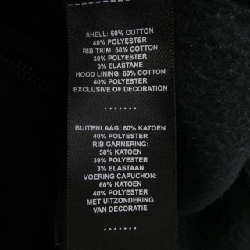 SHELL: 60% COTTON
40% POLYESTER
RIB TRIM: 58% COTTON
39% POLYESTER
3% ELASTANE
HOOD LINING: 60% COTTON
40% POLYESTER
EXCLUSIVE OF DECORATION
BUITENLAAG: 60% KATOEN
40% POLYESTER
RIB GARNERING:
58% KATOEN
39% POLYESTER
3% ELASTAAN
VOERING CAPUCHON:
60% KATOEN
40% POLYESTER
MET UITZONDERING
VAN DECORATIE